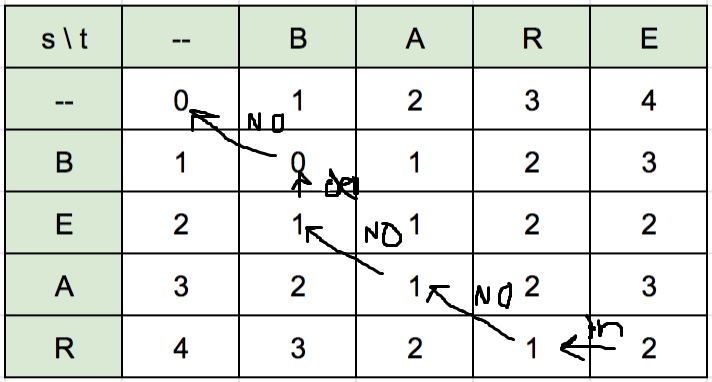 s \ t -- B A R E
-- 0 1 2 3 4
NO
B 1 0 1 2 3
del
E 2 1 1 2 2
NO
A 3 2 1 2 3
NO
in
R 4 3 2 1 2